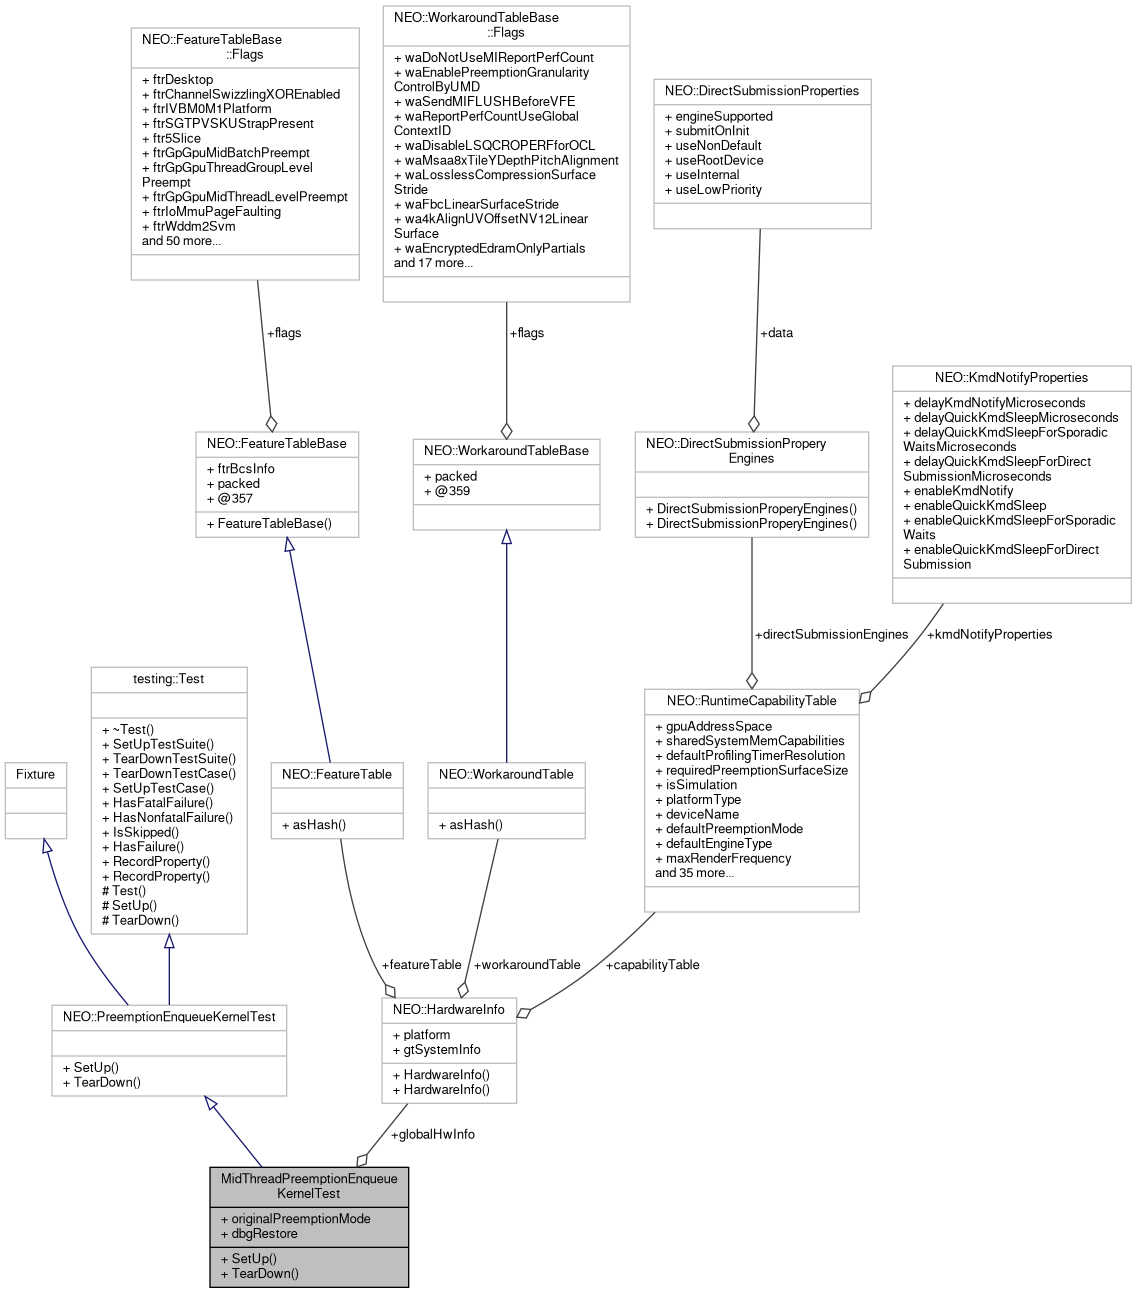 NEO::FeatureTableBase
::Flags
+ ftrDesktop
+ ftrChannelSwizzlingXOREnabled
+ ftrIVBM0M1Platform
+ ftrSGTPVSKUStrapPresent
+ ftr5Slice
+ ftrGpGpuMidBatchPreempt
+ ftrGpGpuThreadGroupLevel
Preempt
+ ftrGpGpuMidThreadLevelPreempt
+ ftrIoMmuPageFaulting
+ ftrWddm2Svm
and 50 more...
NEO::WorkaroundTableBase
::Flags
+ waDoNotUseMIReportPerfCount
+ waEnablePreemptionGranularity
ControlByUMD
+ waSendMIFLUSHBeforeVFE
+ waReportPerfCountUseGlobal
ContextID
+ waDisableLSQCROPERFforOCL
+ waMsaa8xTileYDepthPitchAlignment
+ waLosslessCompressionSurface
Stride
+ waFbcLinearSurfaceStride
+ wa4kAlignUVOffsetNV12Linear
Surface
+ waEncryptedEdramOnlyPartials
and 17 more...
NEO::DirectSubmissionProperties
+ engineSupported
+ submitOnInit
+ useNonDefault
+ useRootDevice
+ useInternal
+ useLowPriority
+flags
+flags
+data
NEO::KmdNotifyProperties
+ delayKmdNotifyMicroseconds
+ delayQuickKmdSleepMicroseconds
+ delayQuickKmdSleepForSporadic
WaitsMicroseconds
+ delayQuickKmdSleepForDirect
SubmissionMicroseconds
+ enableKmdNotify
+ enableQuickKmdSleep
+ enableQuickKmdSleepForSporadic
Waits
+ enableQuickKmdSleepForDirect
Submission
NEO::FeatureTableBase
+ ftrBcsInfo
+ packed
+ @357
+ FeatureTableBase()
NEO::WorkaroundTableBase
+ packed
+ @359
NEO::DirectSubmissionPropery
Engines
+ DirectSubmissionProperyEngines()
+ DirectSubmissionProperyEngines()
+directSubmissionEngines
+kmdNotifyProperties
testing::Test
+ ~Test()
+ SetUpTestSuite()
+ TearDownTestSuite()
+ TearDownTestCase()
+ SetUpTestCase()
+ HasFatalFailure()
+ HasNonfatalFailure()
+ IsSkipped()
+ HasFailure()
+ RecordProperty()
+ RecordProperty()
# Test()
# SetUp()
# TearDown()
Fixture
NEO::FeatureTable
+ asHash()
NEO::WorkaroundTable
+ asHash()
NEO::RuntimeCapabilityTable
+ gpuAddressSpace
+ sharedSystemMemCapabilities
+ defaultProfilingTimerResolution
+ requiredPreemptionSurfaceSize
+ isSimulation
+ platformType
+ deviceName
+ defaultPreemptionMode
+ defaultEngineType
+ maxRenderFrequency
and 35 more...
+featureTable
+workaroundTable
+capabilityTable
NEO::PreemptionEnqueueKernelTest
+ SetUp()
+ TearDown()
NEO::HardwareInfo
+ platform
+ gtSystemInfo
+ HardwareInfo()
+ HardwareInfo()
+globalHwInfo
MidThreadPreemptionEnqueue
KernelTest
+ originalPreemptionMode
+ dbgRestore
+ SetUp()
+ TearDown()